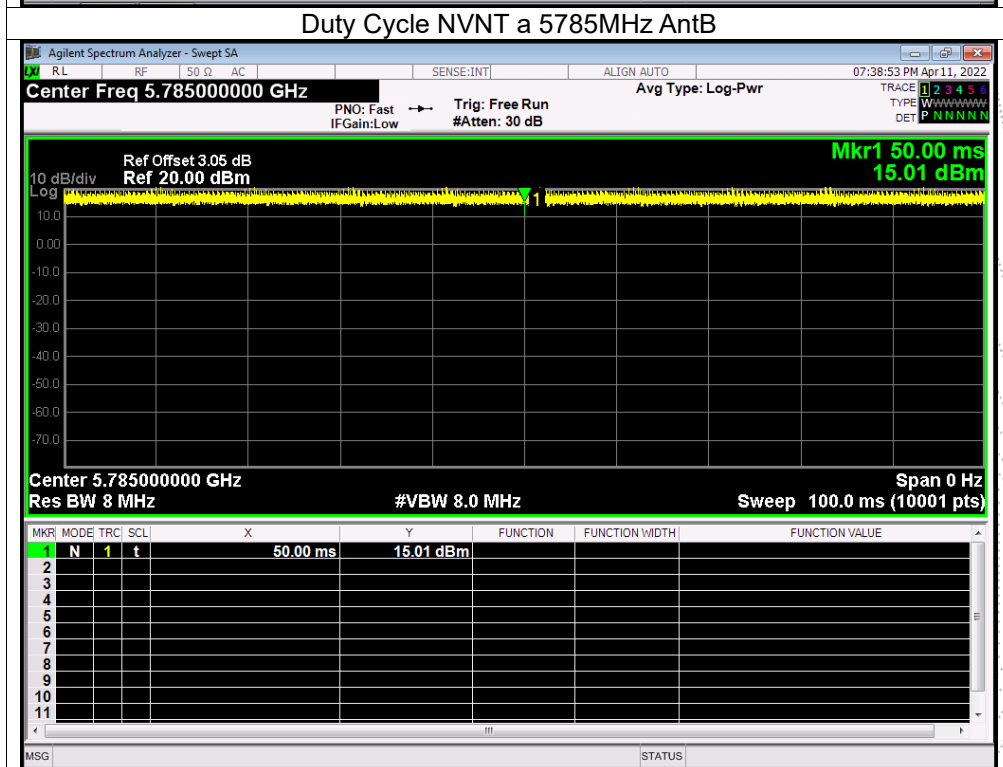 Duty Cycle NVNT a 5785MHz AntB
Agilent Spectrum Analyzer - Swept SA
LXI RL RF 50 Ω AC SENSE:INT ALIGN AUTO 07:38:53 PM Apr 11, 2022
Center Freq 5.785000000 GHz Avg Type: Log-Pwr TRACE 1 2 3 4 5 6
PNO: Fast Trig: Free Run TYPE WWWWWW
IFGain:Low #Atten: 30 dB DET P N N N N N
Mkr1 50.00 ms
Ref Offset 3.05 dB
10 dB/div Ref 20.00 dBm 15.01 dBm
Log
1
10.0
0.00
-10.0
-20.0
-30.0
-40.0
-50.0
-60.0
-70.0
Center 5.785000000 GHz Span 0 Hz
Res BW 8 MHz #VBW 8.0 MHz Sweep 100.0 ms (10001 pts)
MKR MODE TRC SCL X Y FUNCTION FUNCTION WIDTH FUNCTION VALUE
1 N 1 t 50.00 ms 15.01 dBm
2
3
4
5
6
7
8
9
10
11
MSG STATUS